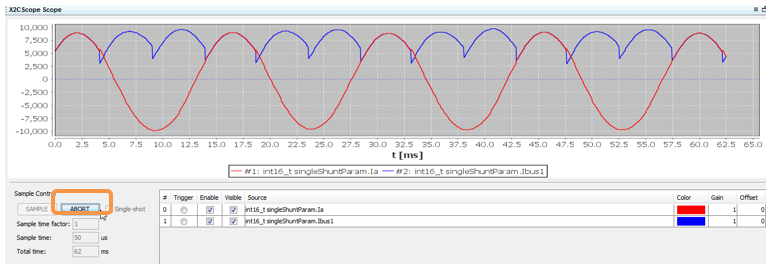 X2CScope Scope
10,000
7,500
5,000
2,500
0
-2,500
-5,000
-7,500
-10,000
0.0 2.5 5.0 7.5 10.0 12.5 15.0 17.5 20.0 22.5 25.0 27.5 30.0 32.5 35.0 37.5 40.0 42.5 45.0 47.5 50.0 52.5 55.0 57.5 60.0 62.5 65.0
t [ms]
#1: int16_t singleShuntParam.Ia #2: int16_t singleShuntParam.Ibus1
Sample Control
SAMPLE ABORT Single-shot
Sample time factor: 1
Sample time: 50 us
Total time: 62 ms
# Trigger Enable Visible Source Color Gain Offset
0 int16_t singleShuntParam.Ia 1 0
1 int16_t singleShuntParam.Ibus1 1 0